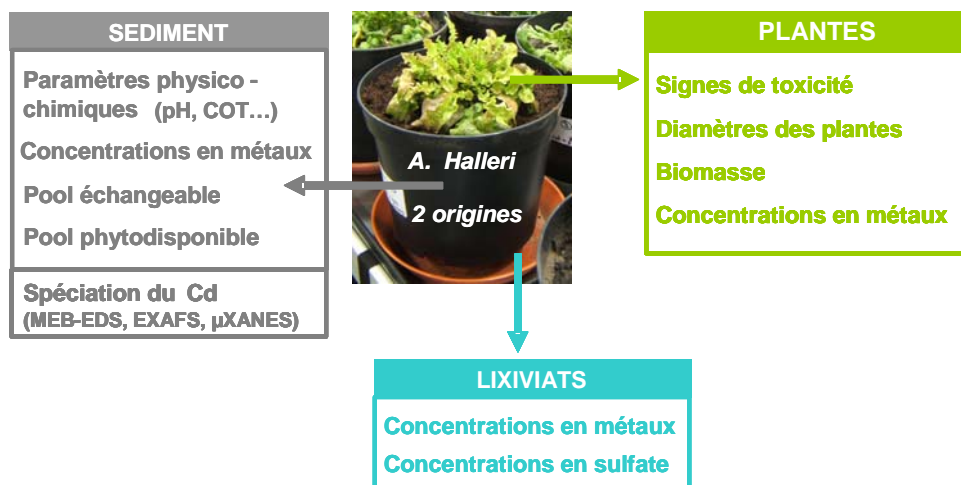 SEDIMENT
Paramètres physico -
chimiques (pH, COT…)
Concentrations en métaux
Pool échangeable
Pool phytodisponible
Spéciation du Cd
(MEB-EDS, EXAFS, µXANES)
A. Halleri
2 origines
PLANTES
Signes de toxicité
Diamètres des plantes
Biomasse
Concentrations en métaux
LIXIVIATS
Concentrations en métaux
Concentrations en sulfate